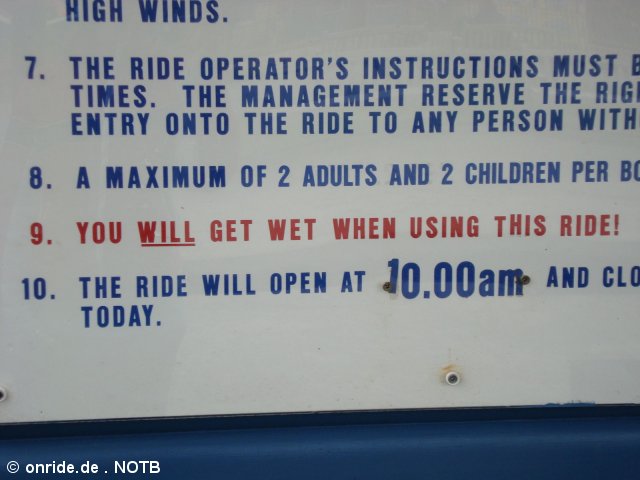 HIGH WINDS.
7. THE RIDE OPERATOR'S INSTRUCTIONS MUST
TIMES. THE MANAGEMENT RESERVE THE
ENTRY ONTO THE RIDE TO ANY PERSON
8. A MAXIMUM OF 2 ADULTS AND 2 CHILDREN PER
9. YOU WILL GET WET WHEN USING THIS RIDE!
10. THE RIDE WILL OPEN AT 10.00am AND
TODAY.
© onride.de . NOTB